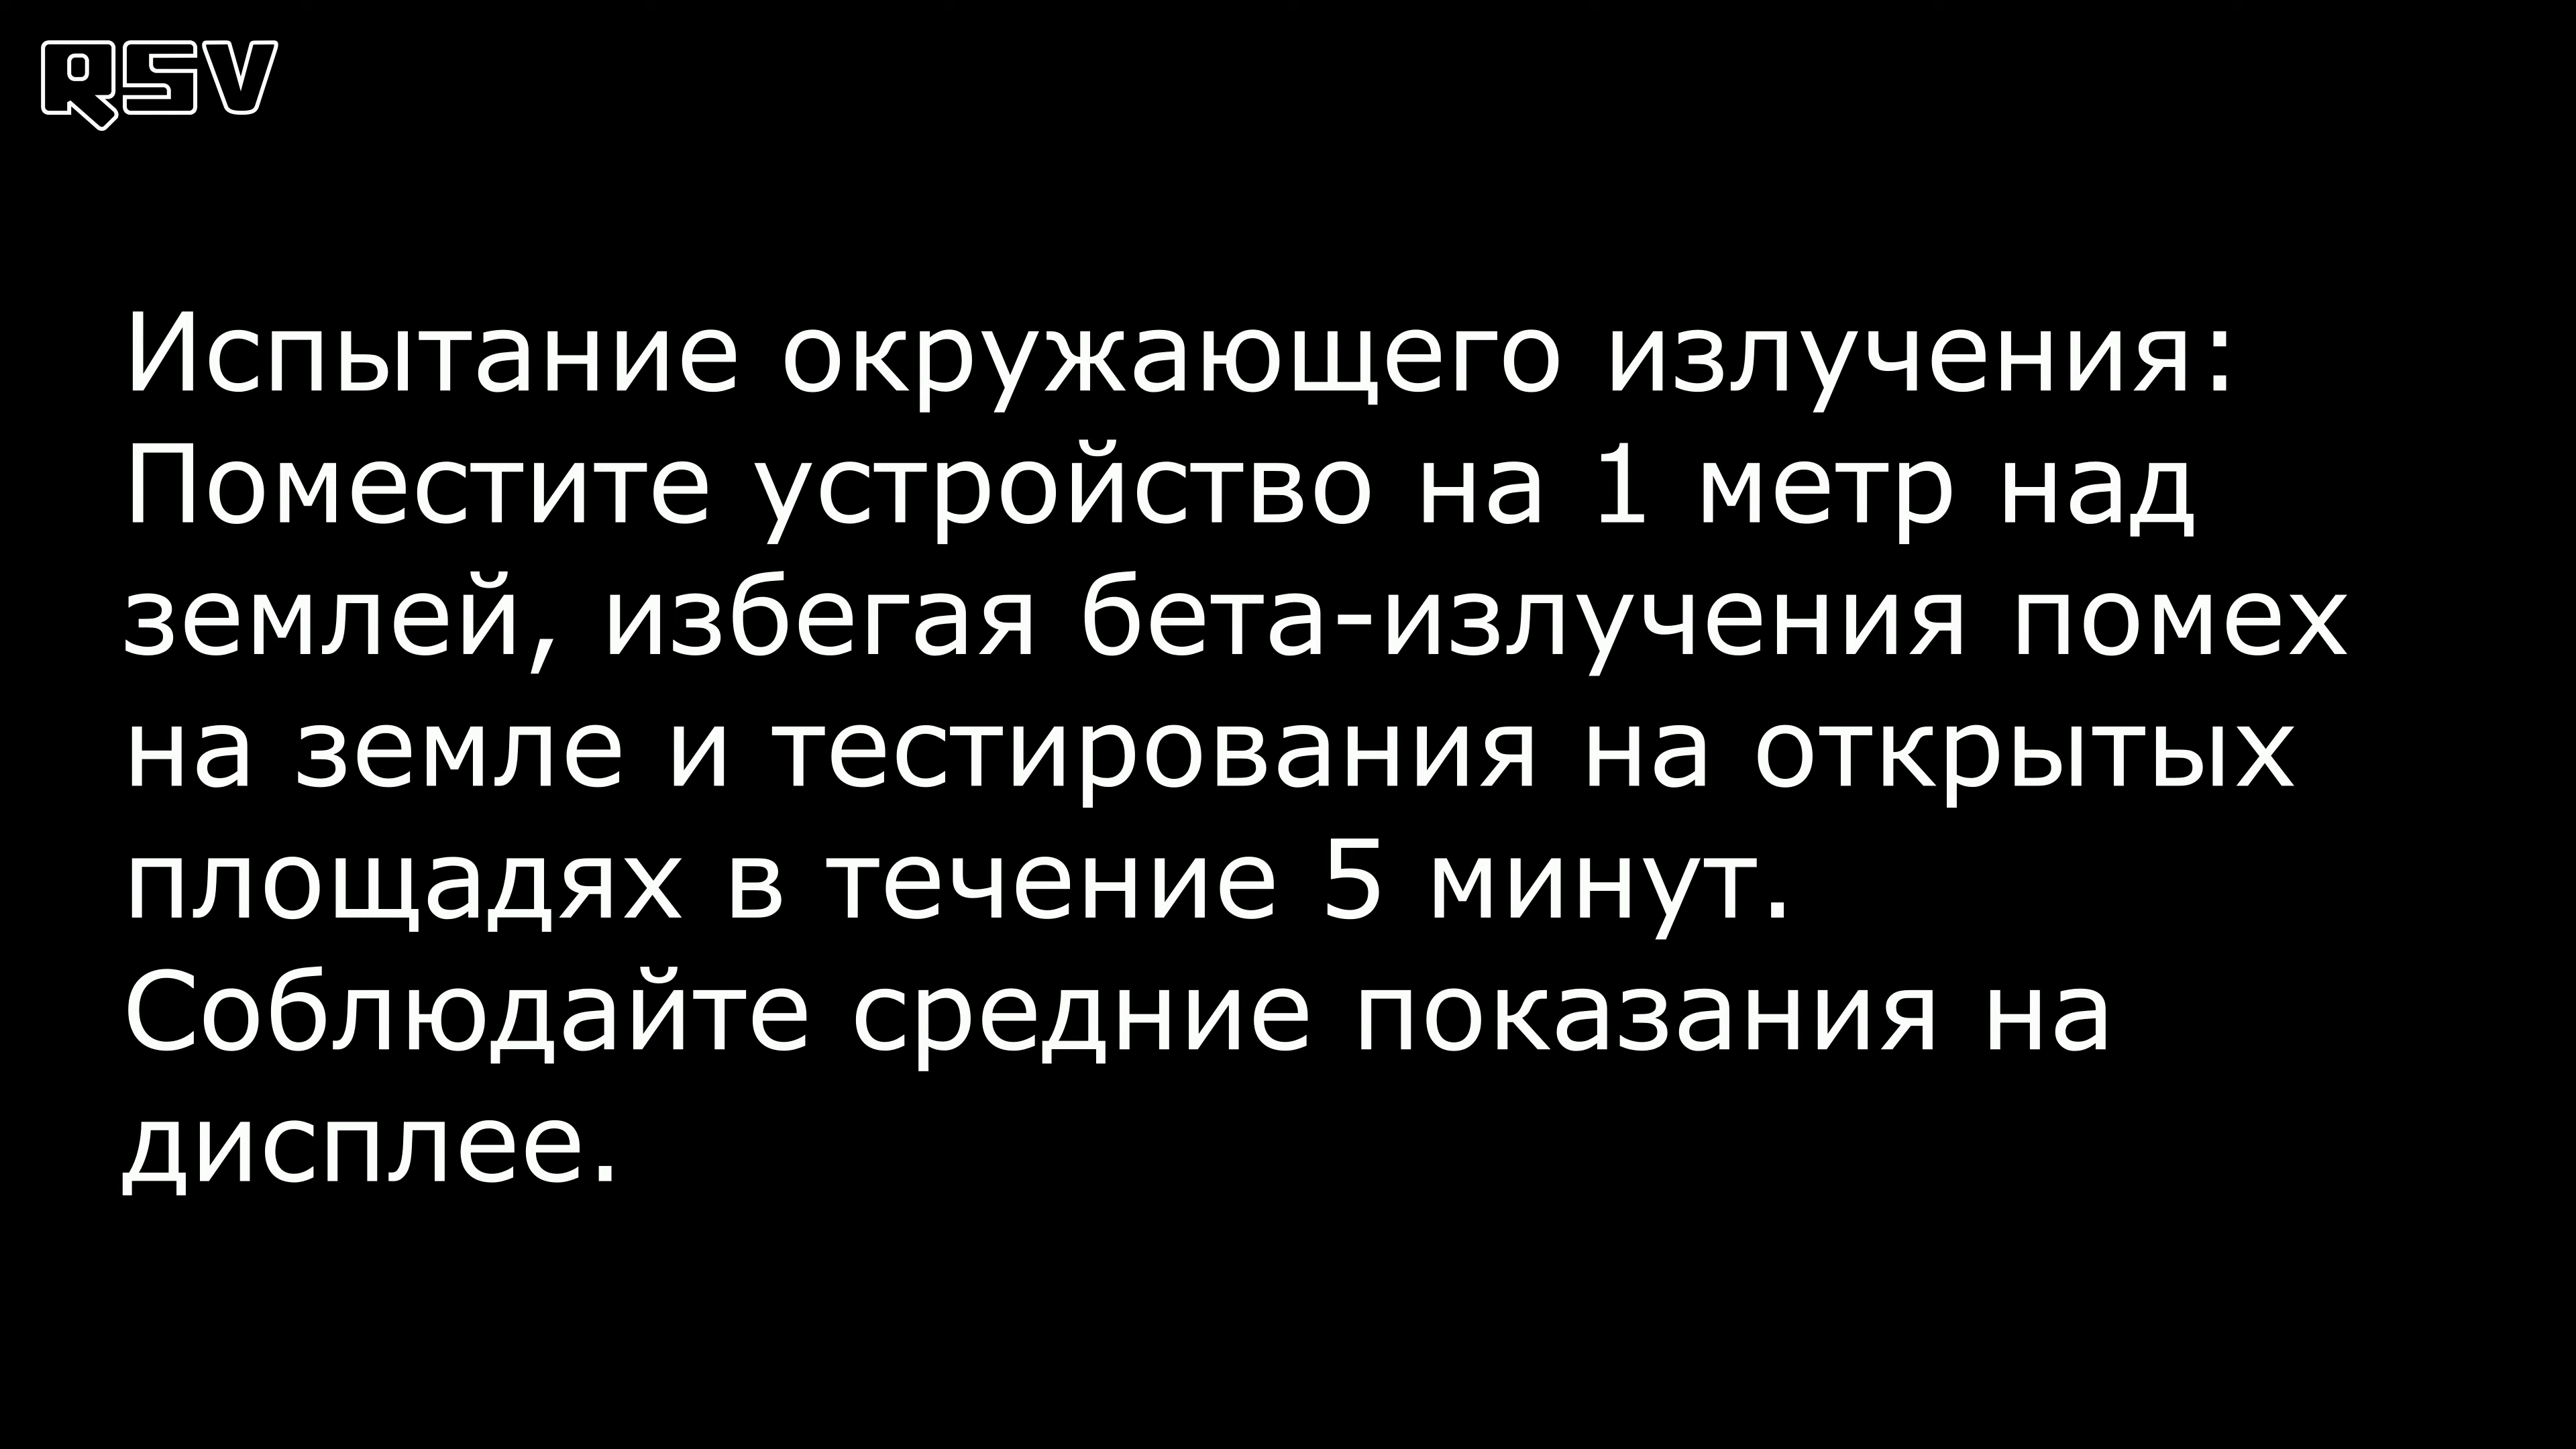 RSV
Испытание окружающего излучения:
Поместите устройство на 1 метр над
землей, избегая бета-излучения помех
на земле и тестирования на открытых
площадях в течение 5 минут.
Соблюдайте средние показания на
дисплее.